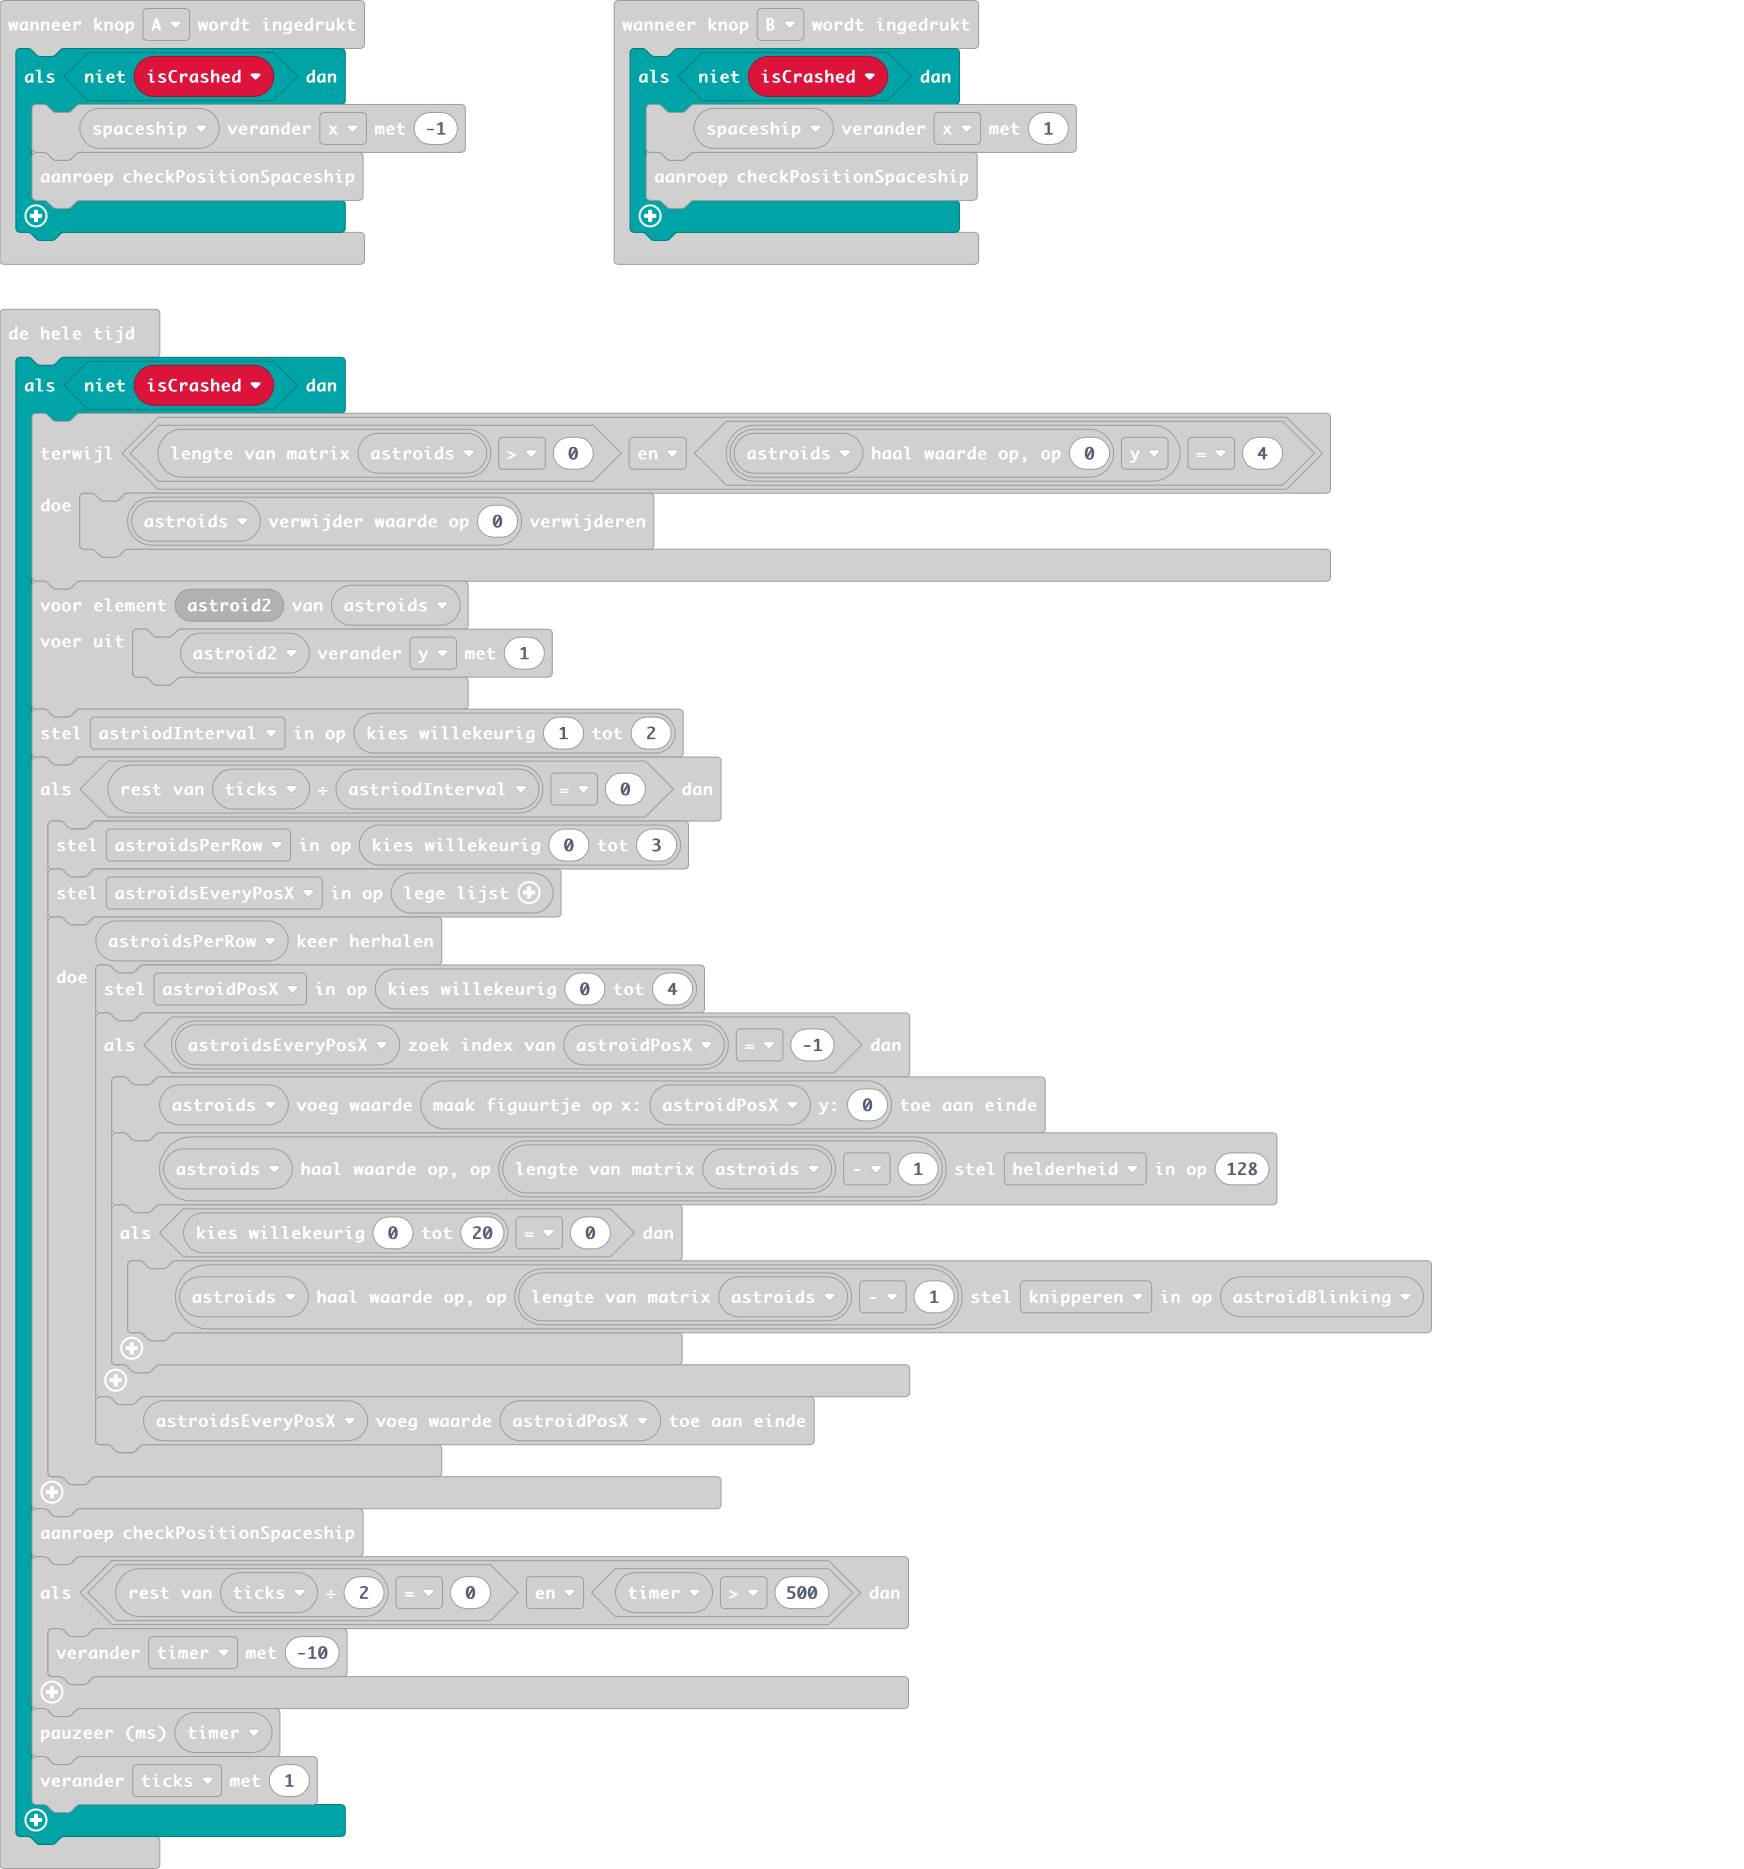 wanneer knop A wordt ingedrukt
als niet isCrashed dan
spaceship verander x met -1
aanroep checkPositionSpaceship
wanneer knop B wordt ingedrukt
als niet isCrashed dan
spaceship verander x met 1
aanroep checkPositionSpaceship
de hele tijd
als niet isCrashed dan
terwijl lengte van matrix astroids > 0 en astroids haal waarde op, op 0 y = 4
doe
astroids verwijder waarde op 0 verwijderen
voor element astroid2 van astroids
voer uit
astroid2 verander y met 1
stel astriodInterval in op kies willekeurig 1 tot 2
als rest van ticks ÷ astriodInterval = 0 dan
stel astroidsPerRow in op kies willekeurig 0 tot 3
stel astroidsEveryPosX in op lege lijst
astroidsPerRow keer herhalen
doe
stel astroidPosX in op kies willekeurig 0 tot 4
als astroidsEveryPosX zoek index van astroidPosX = -1 dan
astroids voeg waarde maak figuurtje op x: astroidPosX y: 0 toe aan einde
astroids haal waarde op, op lengte van matrix astroids - 1 stel helderheid in op 128
als kies willekeurig 0 tot 20 = 0 dan
astroids haal waarde op, op lengte van matrix astroids - 1 stel knipperen in op astroidBlinking
astroidsEveryPosX voeg waarde astroidPosX toe aan einde
aanroep checkPositionSpaceship
als rest van ticks ÷ 2 = 0 en timer > 500 dan
verander timer met -10
pauzeer (ms) timer
verander ticks met 1